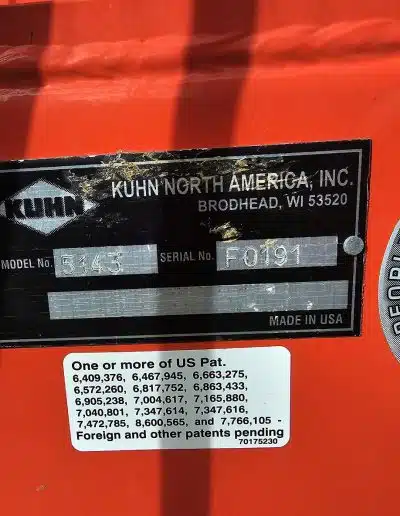 KUHN
KUHN NORTH AMERICA, INC.
BRODHEAD, WI 53520
MODEL No. 5143 SERIAL No. F0191
MADE IN USA
One or more of US Pat.
6,409,376, 6,467,945, 6,663,275,
6,572,260, 6,817,752, 6,863,433,
6,905,238, 7,004,617, 7,165,880,
7,040,801, 7,347,614, 7,347,616,
7,472,785, 8,600,565, and 7,766,105 -
Foreign and other patents pending
70175230